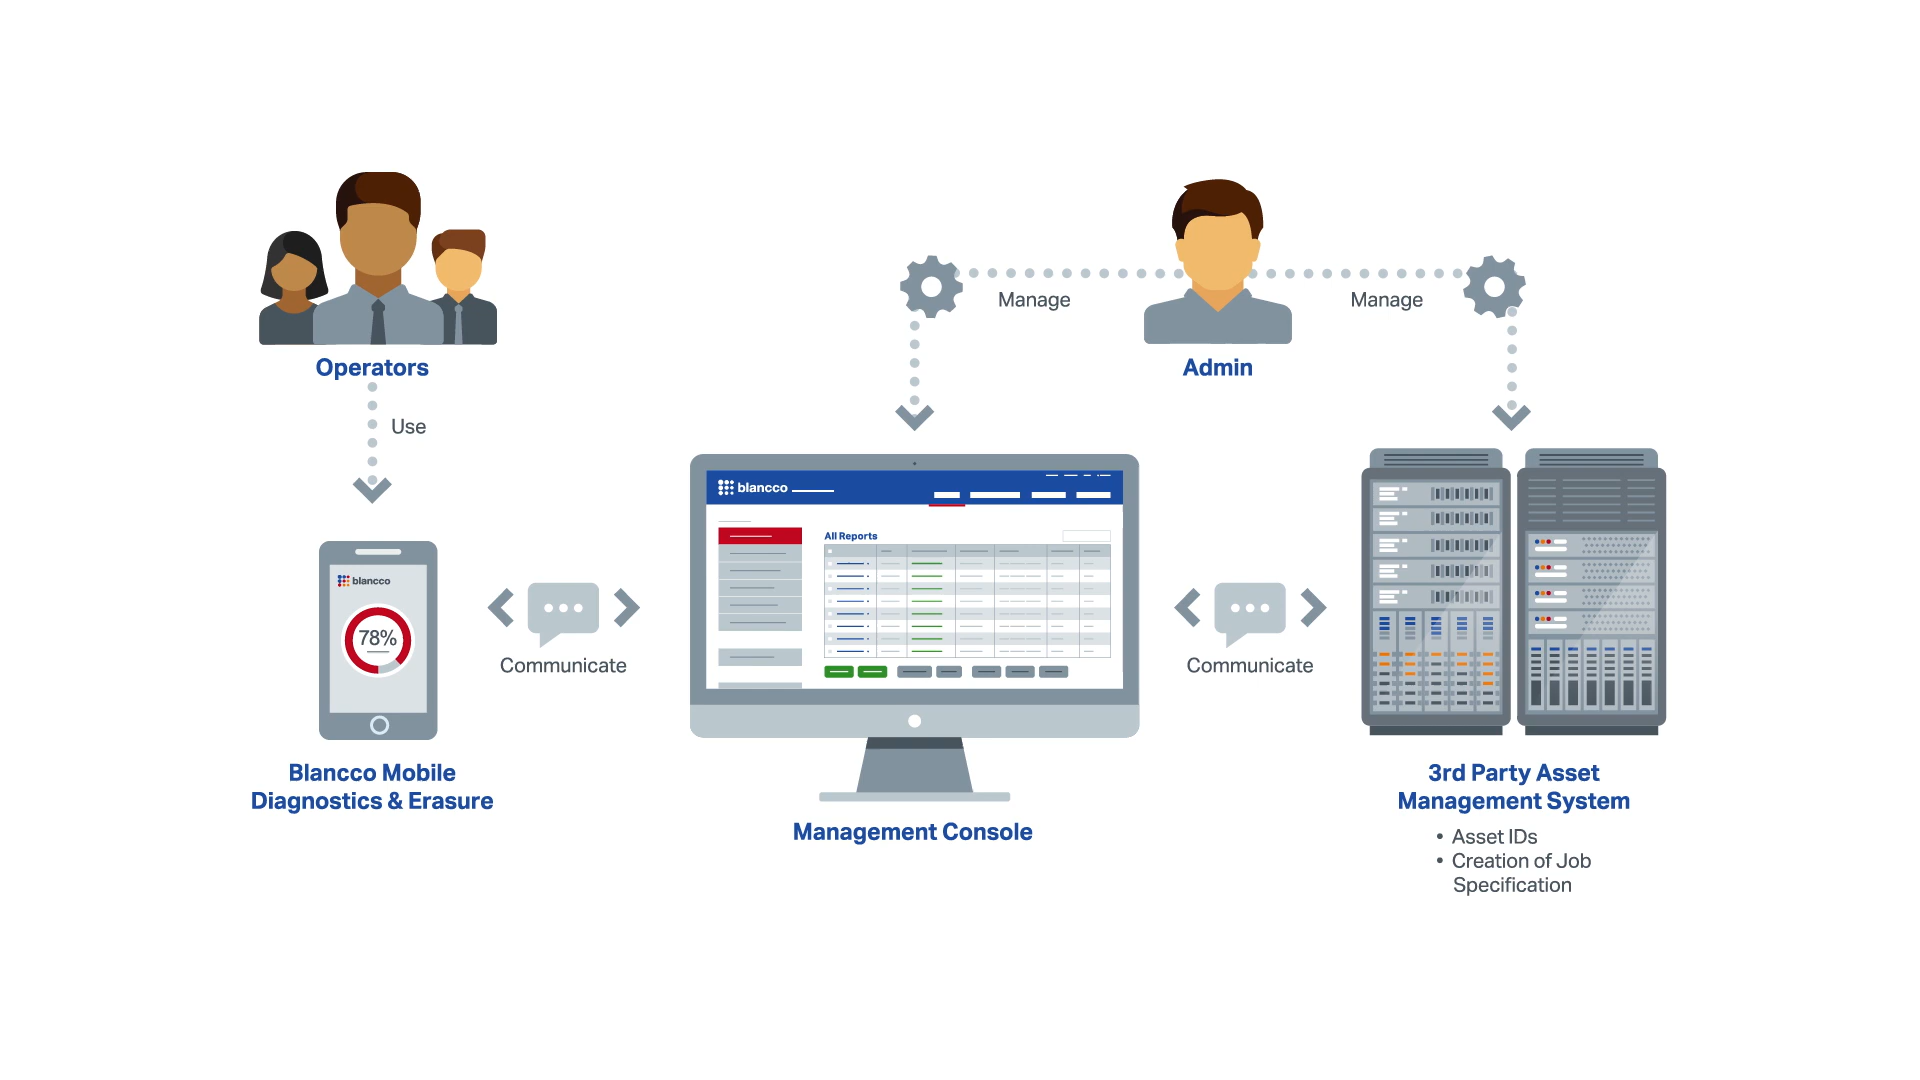 Manage
Manage
Operators
Admin
Use
blancco
All Reports
blancco
78%
Communicate
Communicate
Blancco Mobile
Diagnostics & Erasure
3rd Party Asset
Management System
Management Console
• Asset IDs
• Creation of Job
Specification